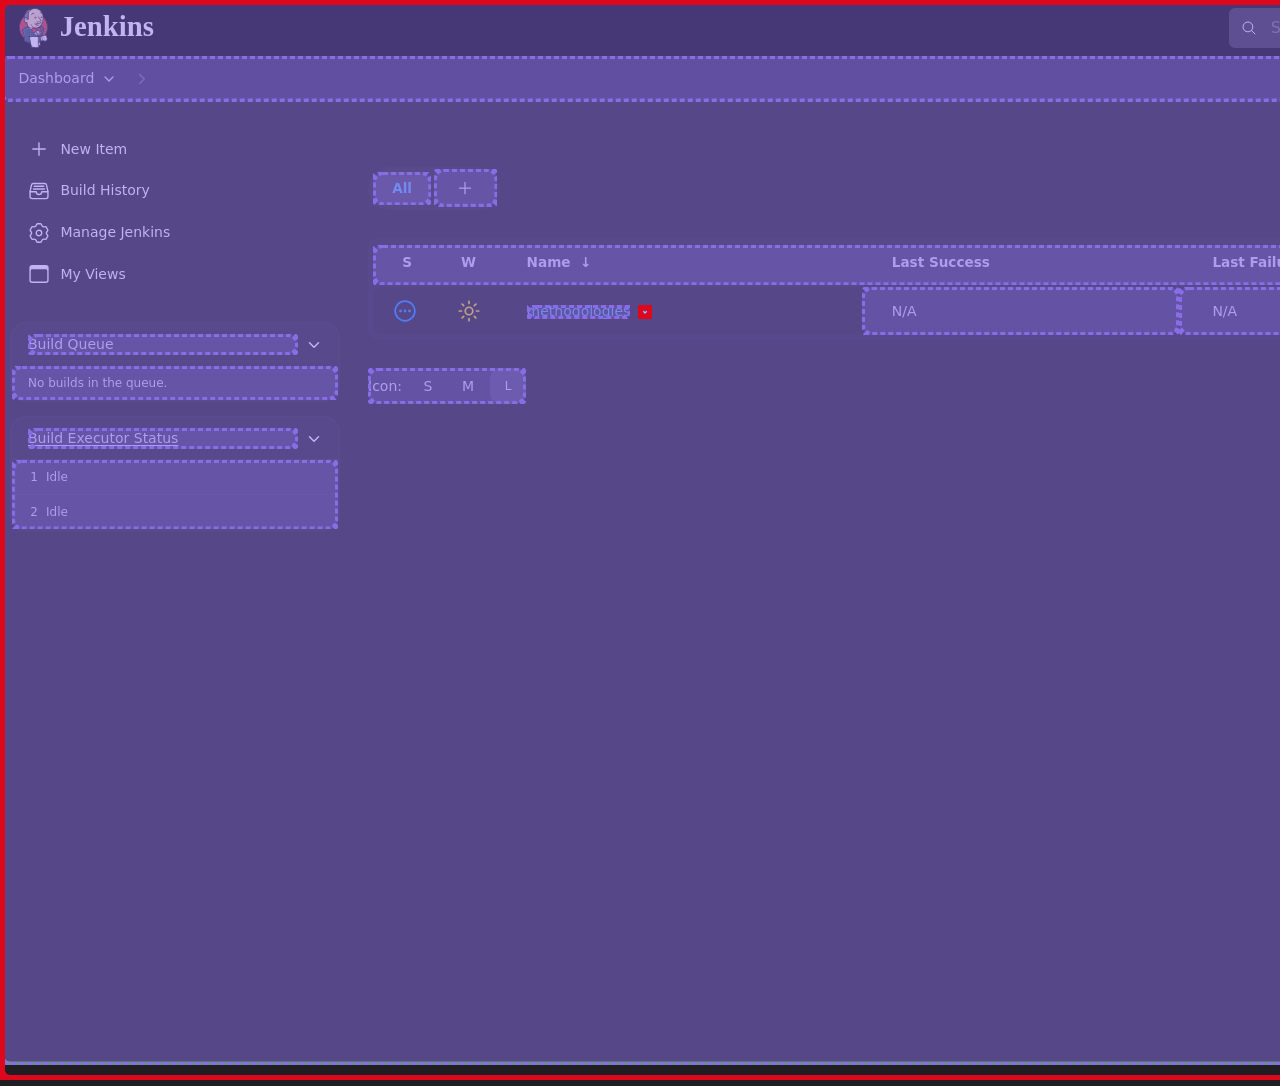 Jenkins
S
Dashboard
New Item
Build History
Manage Jenkins
My Views
All
S W Name ↓ Last Success Last Failu
methodologies N/A N/A
Build Queue
No builds in the queue.
Icon: S M L
Build Executor Status
1 Idle
2 Idle